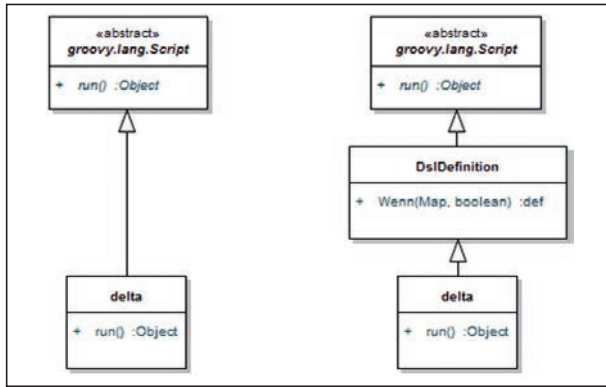 «abstract»
groovy.lang.Script
+ run() :Object
delta
+ run() :Object
«abstract»
groovy.lang.Script
+ run() :Object
DslDefinition
+ Wenn(Map, boolean) :def
delta
+ run() :Object